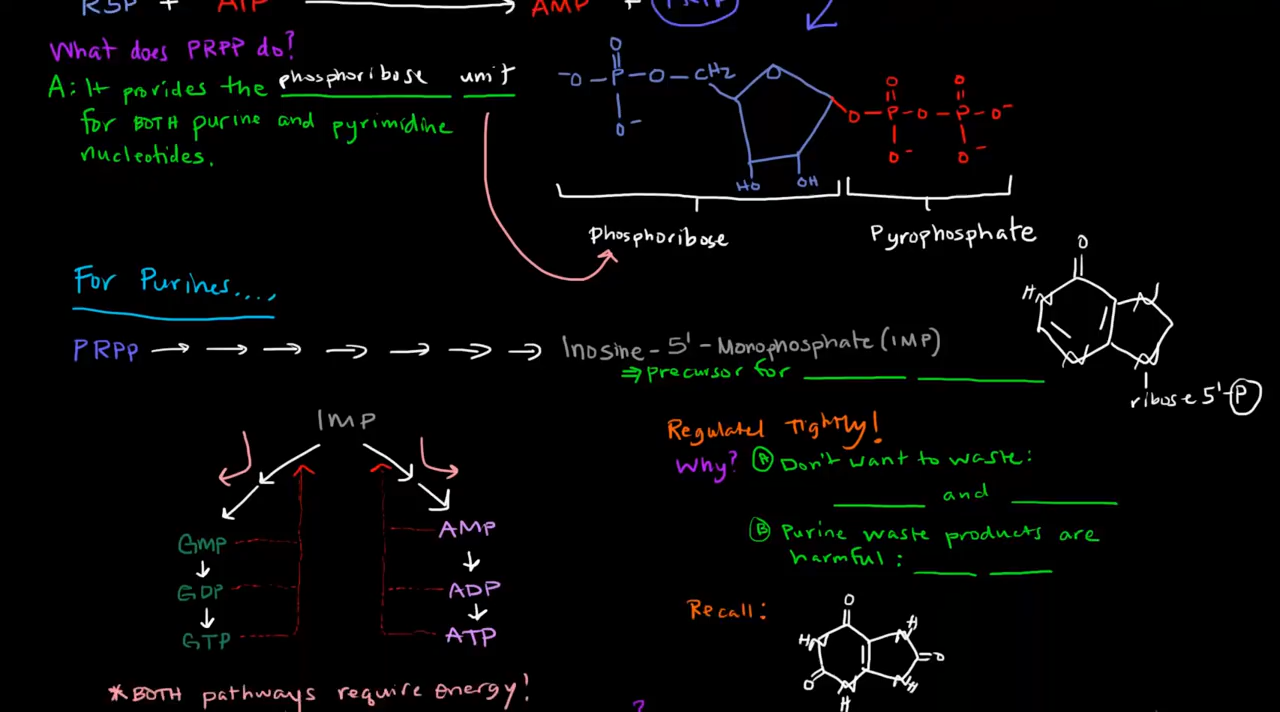 R5P + ATP AMP + PRPP
What does PRPP do?
A: It provides the phosphoribose unit
for BOTH purine and pyrimidine
nucleotides.
⁻O-P-O-CH2 O
O
O⁻
HO OH
O-P-O-P-O⁻
O O
O⁻ O⁻
Phosphoribose
Pyrophosphate
For Purines....,
PRPP → → → → → → → Inosine-5'-Monophosphate (IMP)
⇒ precursor for
O
H N N
N N
ribose 5'-P
IMP
GMP
GDP
GTP
AMP
ADP
ATP
*BOTH pathways require energy!
Regulated Tightly!
Why? A Don't want to waste:
and
B Purine waste products are
harmful:
Recall:
O
H N N H
O N N O
H H
?